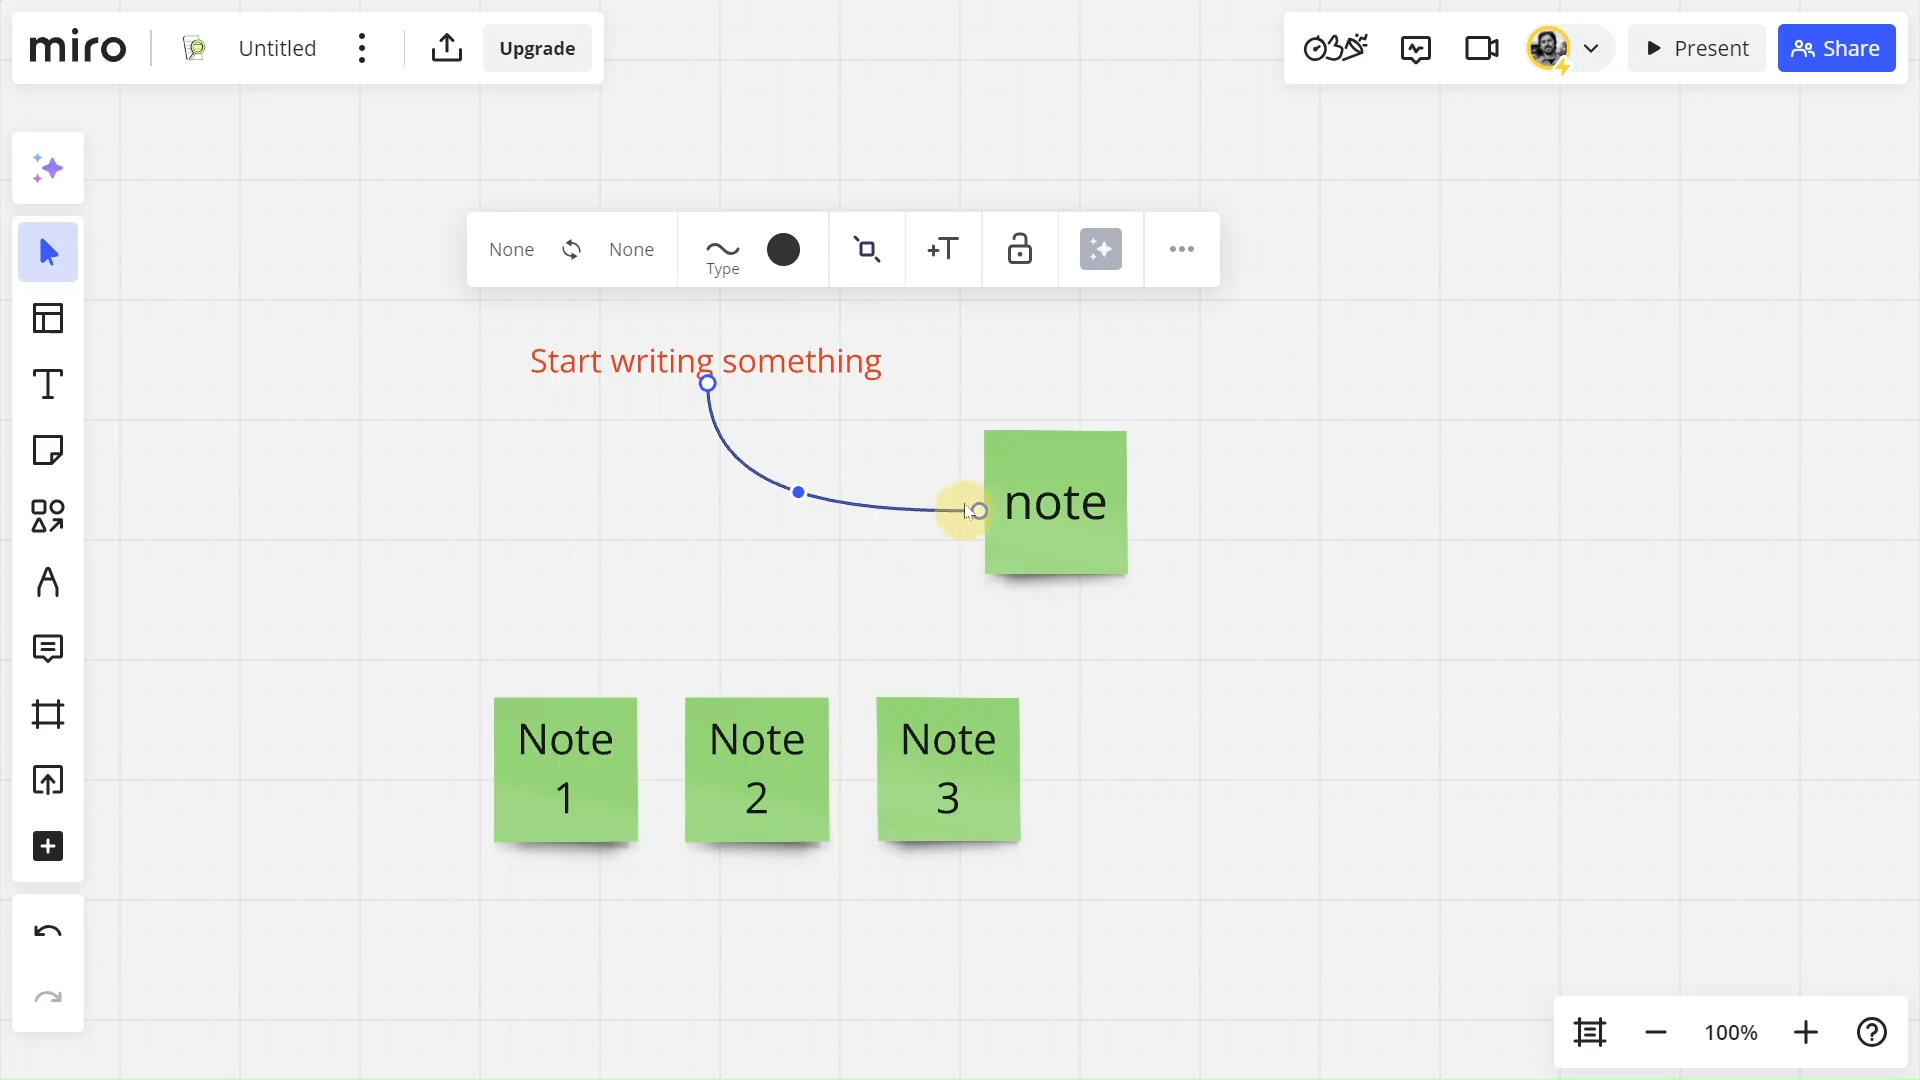 miro
Untitled
Upgrade
Present
Share
None
None
Type
+T
Start writing something
note
Note
1
Note
2
Note
3
100%